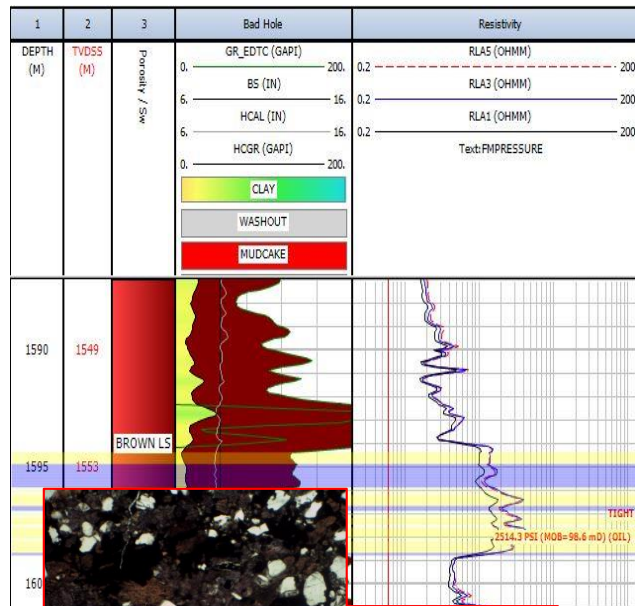 1 2 3 Bad Hole Resistivity
DEPTH (M)
TVDSS (M)
Porosity / Sw
GR_EDTC (GAPI)
0. 200.
BS (IN)
6. 16.
HCAL (IN)
6. 16.
HCGR (GAPI)
0. 200.
CLAY
WASHOUT
MUDCAKE
RLA5 (OHMM)
0.2 200
RLA3 (OHMM)
0.2 200
RLA1 (OHMM)
0.2 200
Text:FMPRESSURE
1590 1549
BROWN LS
1595 1553
TIGHT
2514.3 PSI (MOB=98.6 mD) (OIL)
160